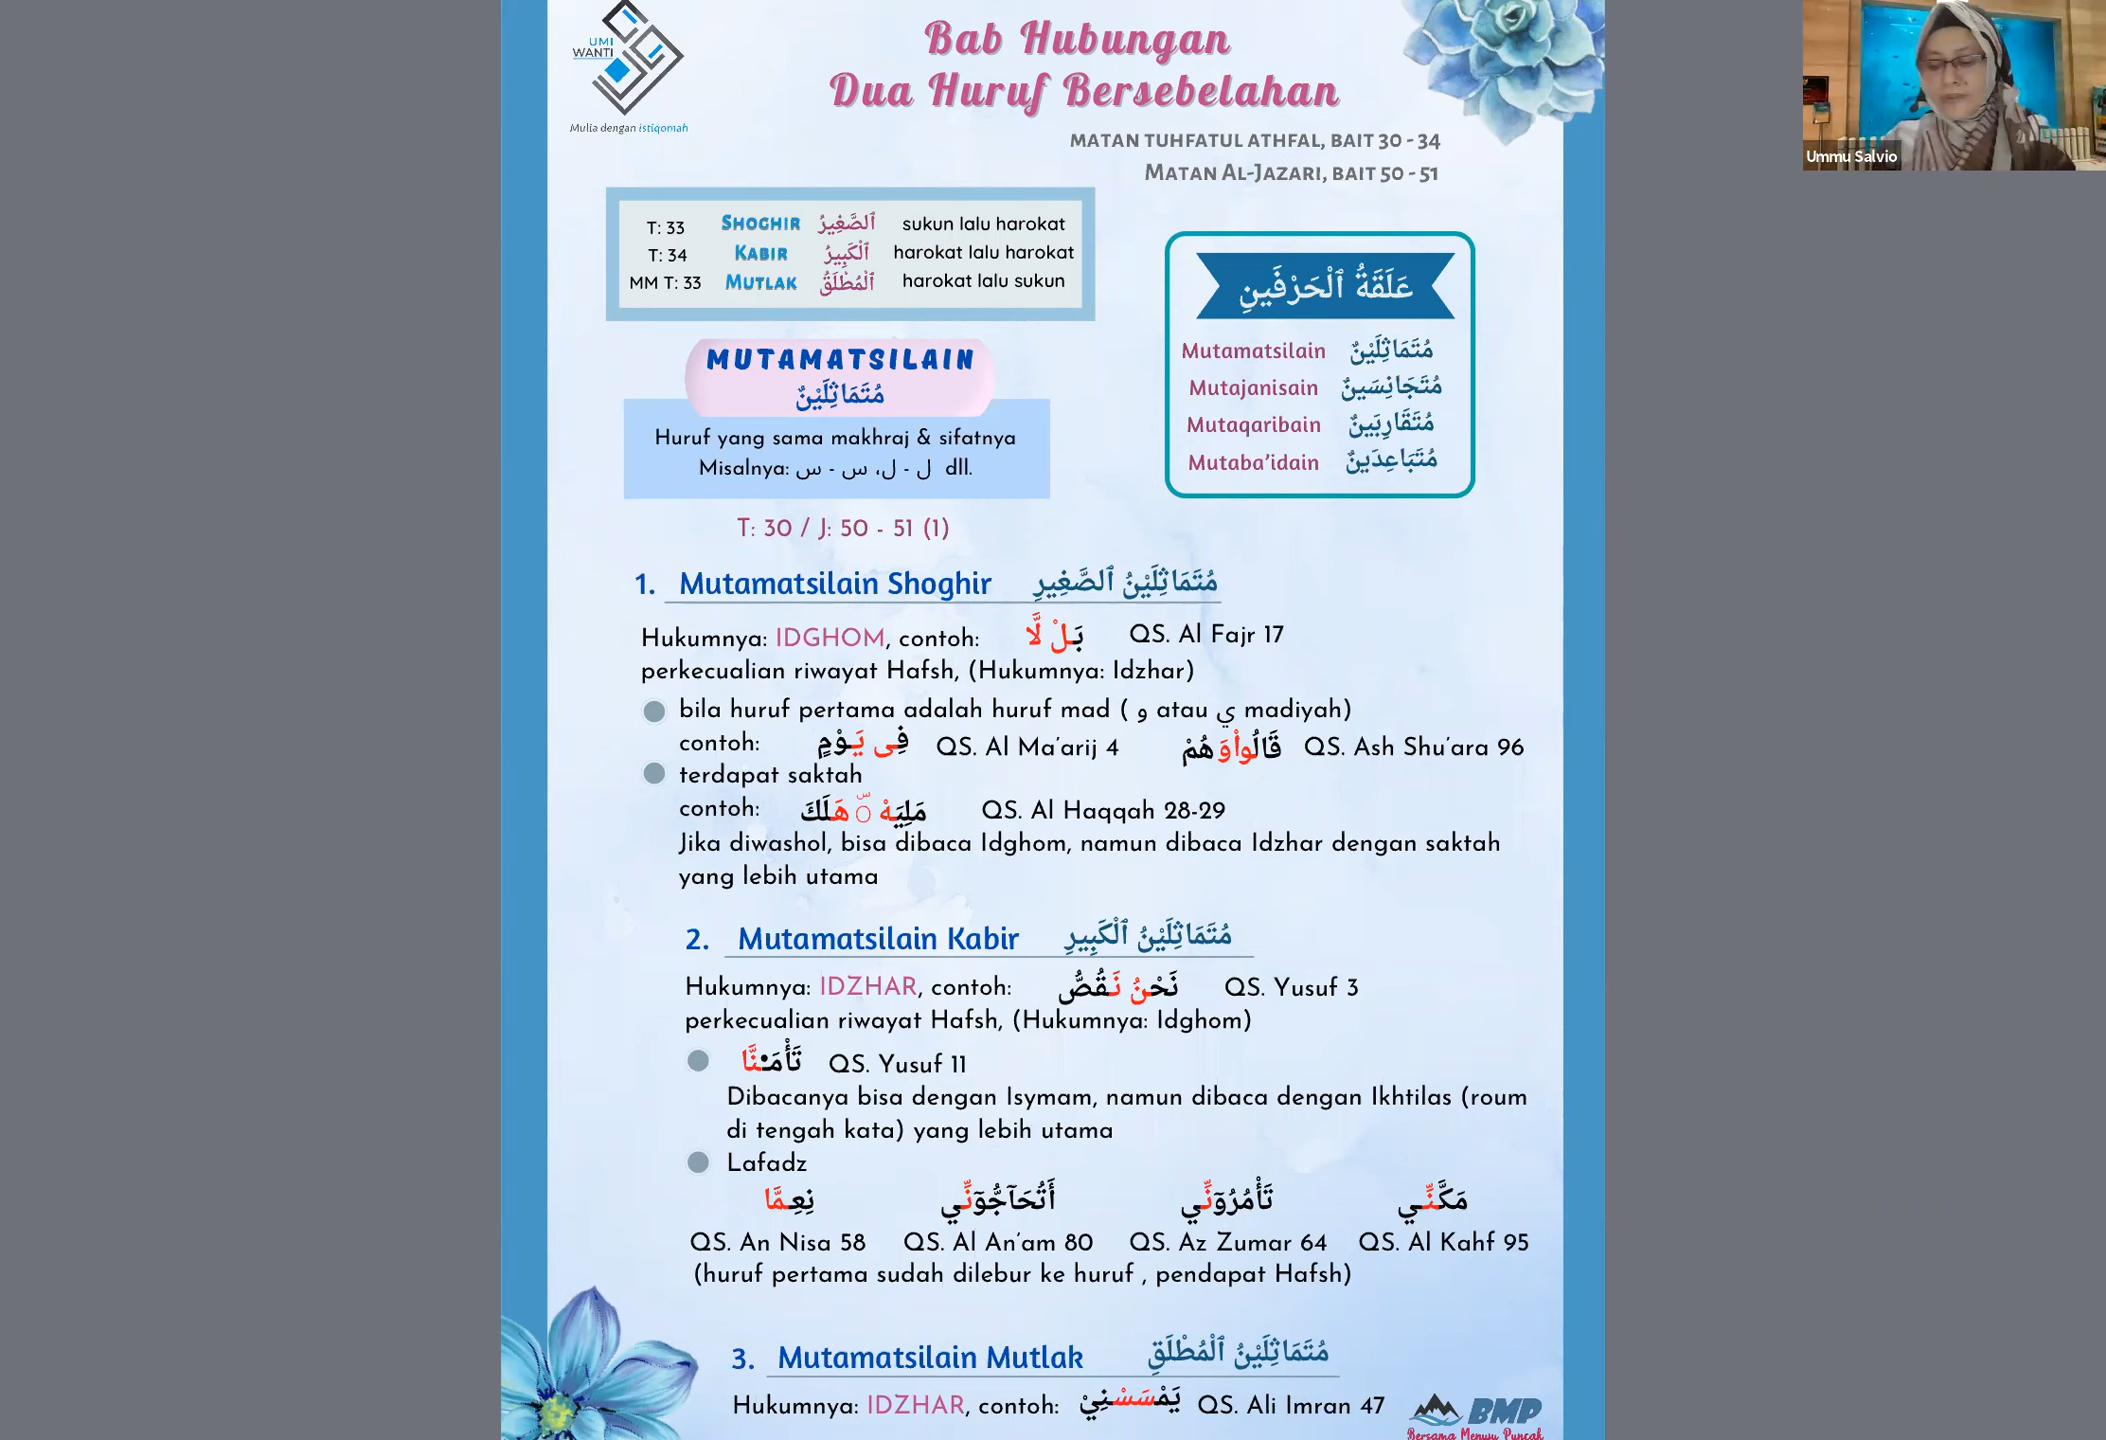 UMI
WANTI
Mulia dengan istiqomah
Bab Hubungan
Dua Huruf Bersebelahan
MATAN TUHFATUL ATHFAL, BAIT 30 - 34
MATAN AL-JAZARI, BAIT 50 - 51
Ummu Salvio
T: 33 SHOGHIR ٱلصَّغِيرُ sukun lalu harokat
T: 34 KABIR ٱلْكَبِيرُ harokat lalu harokat
MM T: 33 MUTLAK ٱلْمُطْلَقُ harokat lalu sukun
عَلَقَةُ ٱلْحَرْفَينِ
Mutamatsilain مُتَمَاثِلَيْنٌ
Mutajanisain مُتَجَانِسَينٌ
Mutaqaribain مُتَقَارِبَينٌ
Mutaba'idain مُتَبَاعِدَينٌ
MUTAMATSILAIN
مُتَمَاثِلَيْنٌ
Huruf yang sama makhraj & sifatnya
Misalnya: ل - ل، س - س dll.
T: 30 / J: 50 - 51 (1)
1. Mutamatsilain Shoghir مُتَمَاثِلَيْنُ ٱلصَّغِيرِ
Hukumnya: IDGHOM, contoh: بَلْ لَّا QS. Al Fajr 17
perkecualian riwayat Hafsh, (Hukumnya: Idzhar)
bila huruf pertama adalah huruf mad ( و atau ي madiyah)
contoh: فِى يَوْمٍ QS. Al Ma'arij 4 قَالُواْوَهُمْ QS. Ash Shu'ara 96
terdapat saktah
contoh: مَلِيَهْ ۜ هَلَكَ QS. Al Haqqah 28-29
Jika diwashol, bisa dibaca Idghom, namun dibaca Idzhar dengan saktah
yang lebih utama
2. Mutamatsilain Kabir مُتَمَاثِلَيْنُ ٱلْكَبِيرِ
Hukumnya: IDZHAR, contoh: نَحْنُ نَقُصُّ QS. Yusuf 3
perkecualian riwayat Hafsh, (Hukumnya: Idghom)
تَأْمَ۫نَّا QS. Yusuf 11
Dibacanya bisa dengan Isymam, namun dibaca dengan Ikhtilas (roum
di tengah kata) yang lebih utama
Lafadz
نِعِمَّا أَتُحَآجُّوٓنِّي تَأْمُرُوٓنِّي مَكَّنِّي
QS. An Nisa 58 QS. Al An'am 80 QS. Az Zumar 64 QS. Al Kahf 95
(huruf pertama sudah dilebur ke huruf , pendapat Hafsh)
3. Mutamatsilain Mutlak مُتَمَاثِلَيْنُ ٱلْمُطْلَقِ
Hukumnya: IDZHAR, contoh: يَمْسَسْنِيْ QS. Ali Imran 47
BMP
Bersama Menuju Puncak